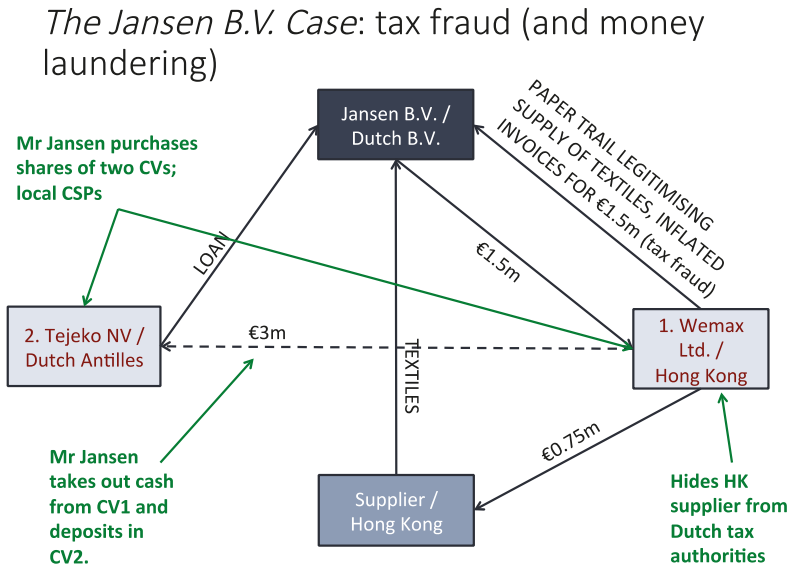 The Jansen B.V. Case: tax fraud (and money
laundering)
Jansen B.V. /
Dutch B.V.
Mr Jansen purchases
shares of two CVs;
local CSPs
PAPER TRAIL LEGITIMISING
SUPPLY OF TEXTILES, INFLATED
INVOICES FOR €1.5m (tax fraud)
LOAN
€1.5m
2. Tejeko NV /
Dutch Antilles
€3m
TEXTILES
1. Wemax
Ltd. /
Hong Kong
€0.75m
Mr Jansen
takes out cash
from CV1 and
deposits in
CV2.
Supplier /
Hong Kong
Hides HK
supplier from
Dutch tax
authorities